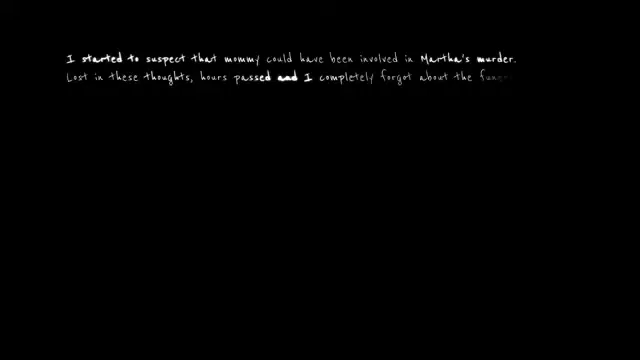 I started to suspect that mommy could have been involved in Martha's murder.
Lost in these thoughts, hours passed and I completely forgot about the